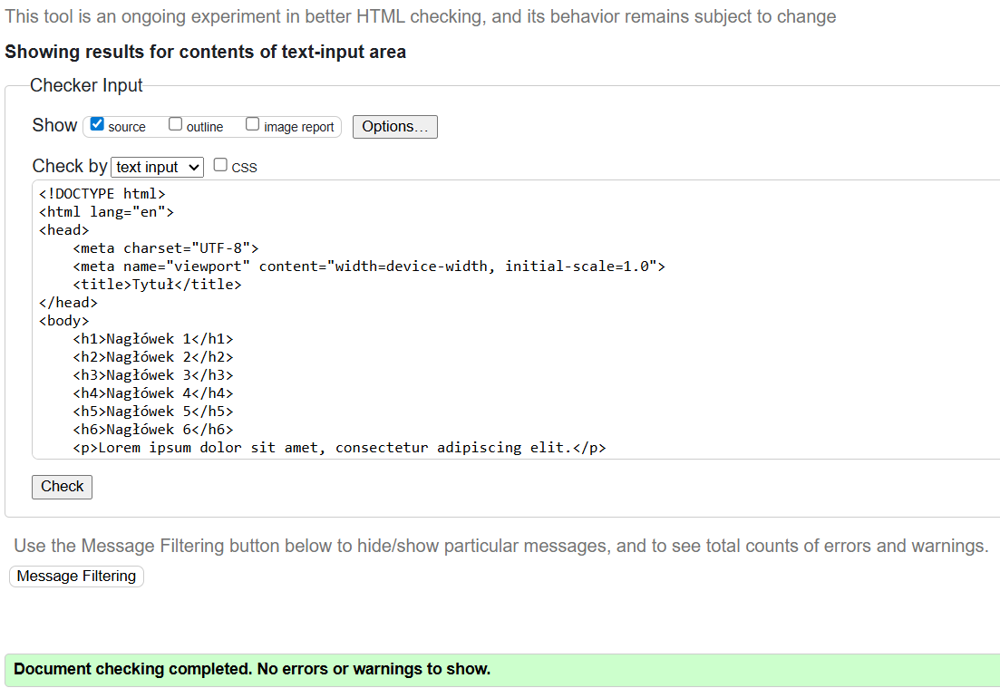 This tool is an ongoing experiment in better HTML checking, and its behavior remains subject to change
Showing results for contents of text-input area
Checker Input
Show source outline image report Options...
Check by text input CSS
<!DOCTYPE html>
<html lang="en">
<head>
    <meta charset="UTF-8">
    <meta name="viewport" content="width=device-width, initial-scale=1.0">
    <title>Tytuł</title>
</head>
<body>
    <h1>Nagłówek 1</h1>
    <h2>Nagłówek 2</h2>
    <h3>Nagłówek 3</h3>
    <h4>Nagłówek 4</h4>
    <h5>Nagłówek 5</h5>
    <h6>Nagłówek 6</h6>
    <p>Lorem ipsum dolor sit amet, consectetur adipiscing elit.</p>
Check
Use the Message Filtering button below to hide/show particular messages, and to see total counts of errors and warnings.
Message Filtering
Document checking completed. No errors or warnings to show.